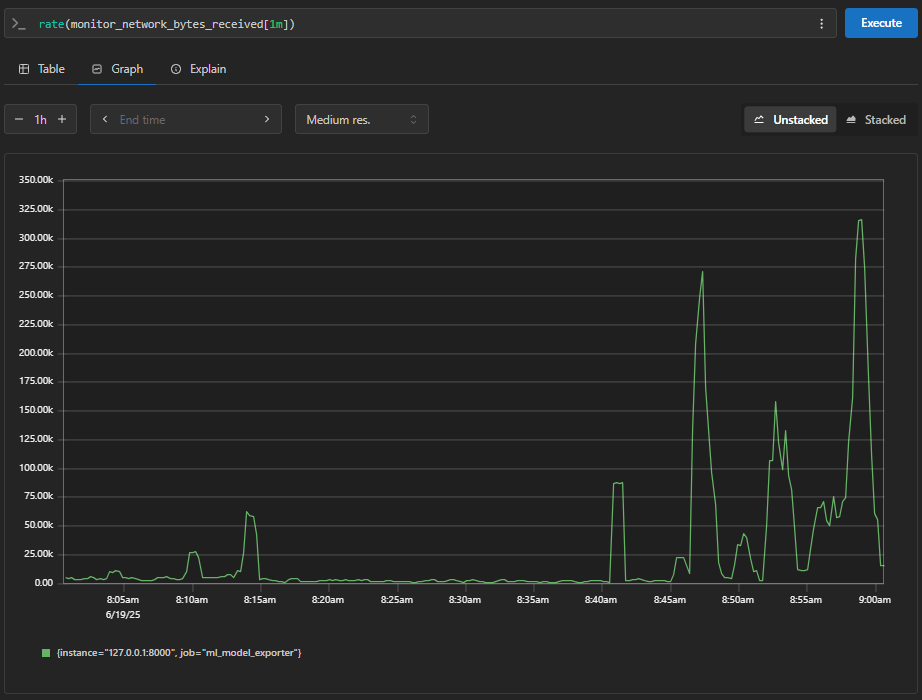 >_ rate(monitor_network_bytes_received[1m])
Execute
Table Graph Explain
− 1h + < End time > Medium res. Unstacked Stacked
350.00k
325.00k
300.00k
275.00k
250.00k
225.00k
200.00k
175.00k
150.00k
125.00k
100.00k
75.00k
50.00k
25.00k
0.00
8:05am 8:10am 8:15am 8:20am 8:25am 8:30am 8:35am 8:40am 8:45am 8:50am 8:55am 9:00am
6/19/25
{instance="127.0.0.1:8000", job="ml_model_exporter"}